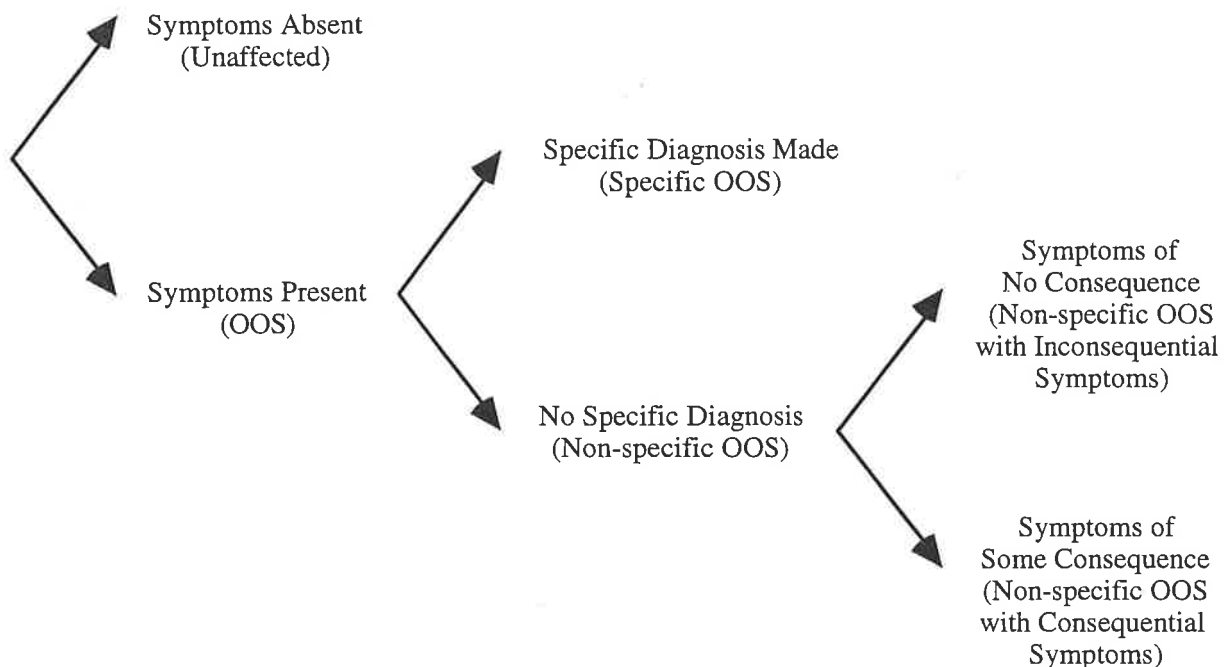 Symptoms Absent
(Unaffected)
Specific Diagnosis Made
(Specific OOS)
Symptoms Present
(OOS)
Symptoms of
No Consequence
(Non-specific OOS
with Inconsequential
Symptoms)
No Specific Diagnosis
(Non-specific OOS)
Symptoms of
Some Consequence
(Non-specific OOS
with Consequential
Symptoms)